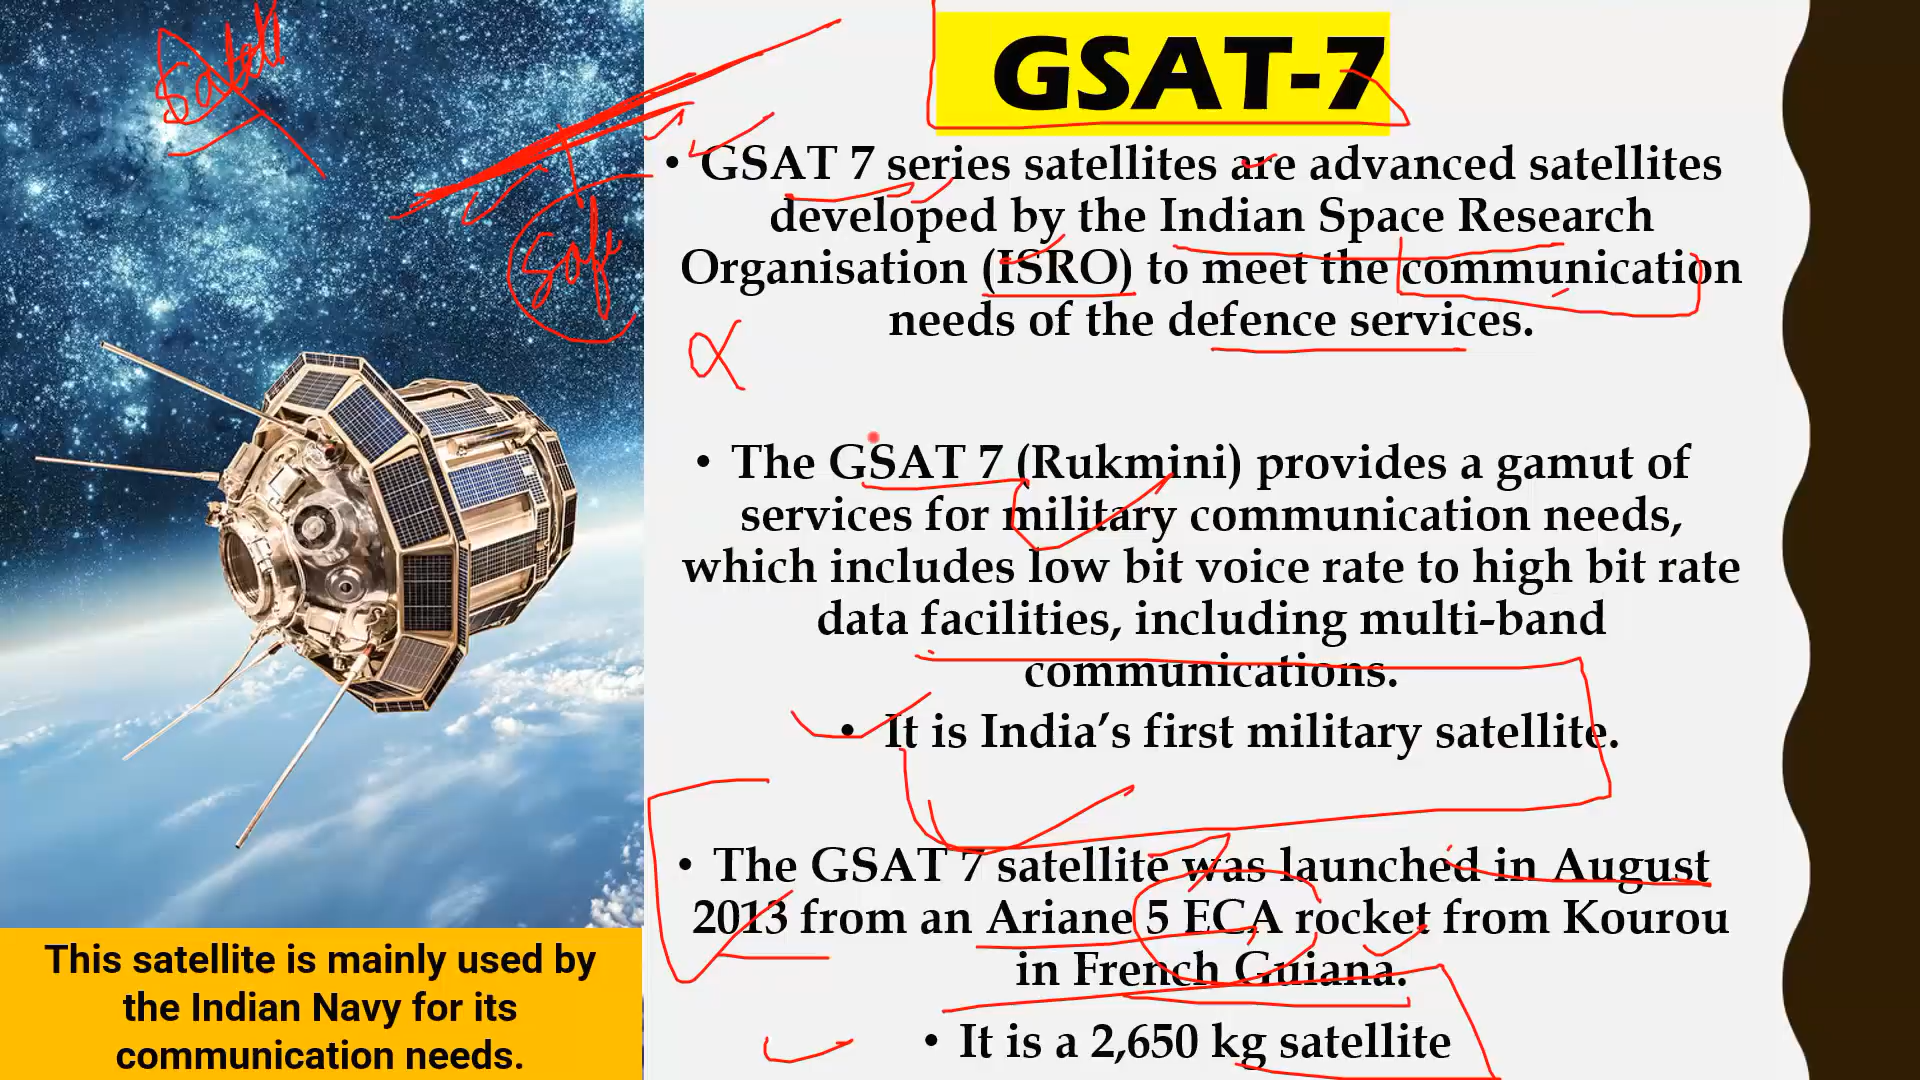 GSAT-7
• GSAT 7 series satellites are advanced satellites
developed by the Indian Space Research
Organisation (ISRO) to meet the communication
needs of the defence services.
• The GSAT 7 (Rukmini) provides a gamut of
services for military communication needs,
which includes low bit voice rate to high bit rate
data facilities, including multi-band
communications.
• It is India’s first military satellite.
• The GSAT 7 satellite was launched in August
2013 from an Ariane 5 ECA rocket from Kourou
in French Guiana.
• It is a 2,650 kg satellite
This satellite is mainly used by
the Indian Navy for its
communication needs.